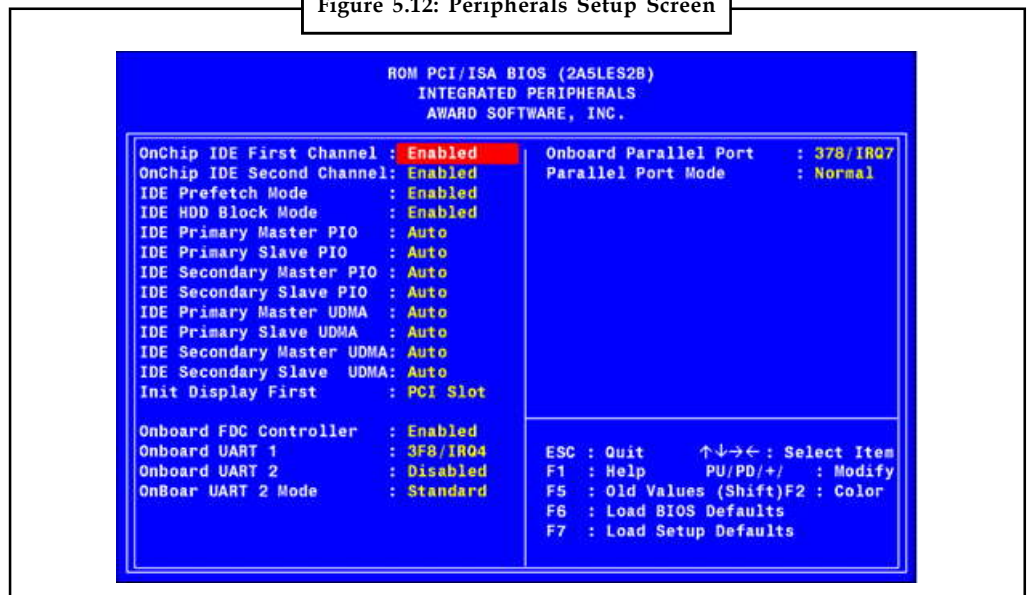 Figure 5.12: Peripherals Setup Screen
ROM PCI/ISA BIOS (2A5LES2B)
INTEGRATED PERIPHERALS
AWARD SOFTWARE, INC.
OnChip IDE First Channel : Enabled
OnChip IDE Second Channel: Enabled
IDE Prefetch Mode : Enabled
IDE HDD Block Mode : Enabled
IDE Primary Master PIO : Auto
IDE Primary Slave PIO : Auto
IDE Secondary Master PIO : Auto
IDE Secondary Slave PIO : Auto
IDE Primary Master UDMA : Auto
IDE Primary Slave UDMA : Auto
IDE Secondary Master UDMA: Auto
IDE Secondary Slave UDMA: Auto
Init Display First : PCI Slot
Onboard FDC Controller : Enabled
Onboard UART 1 : 3F8/IRQ4
Onboard UART 2 : Disabled
OnBoar UART 2 Mode : Standard
Onboard Parallel Port : 378/IRQ7
Parallel Port Mode : Normal
ESC : Quit ↑↓→← : Select Item
F1 : Help PU/PD/+/ : Modify
F5 : Old Values (Shift)F2 : Color
F6 : Load BIOS Defaults
F7 : Load Setup Defaults